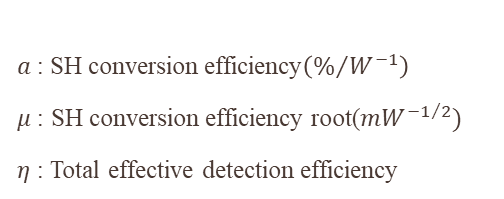 a : SH conversion efficiency(%/W⁻¹)
μ : SH conversion efficiency root(mW⁻¹/²)
η : Total effective detection efficiency